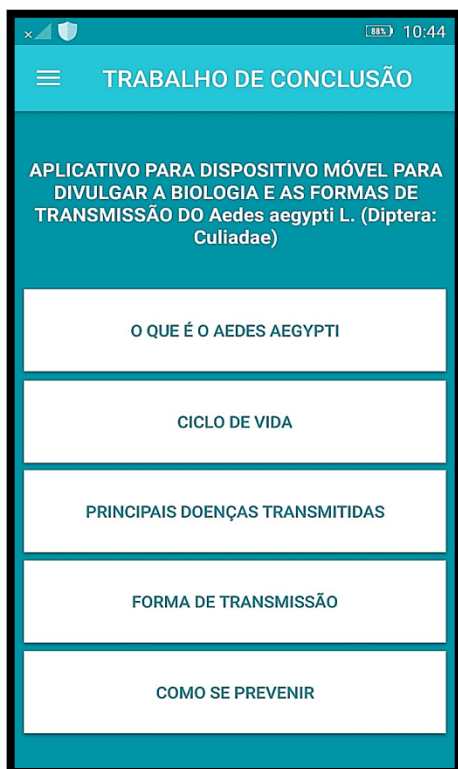 88% 10:44
TRABALHO DE CONCLUSÃO
APLICATIVO PARA DISPOSITIVO MÓVEL PARA
DIVULGAR A BIOLOGIA E AS FORMAS DE
TRANSMISSÃO DO Aedes aegypti L. (Diptera:
Culiadae)
O QUE É O AEDES AEGYPTI
CICLO DE VIDA
PRINCIPAIS DOENÇAS TRANSMITIDAS
FORMA DE TRANSMISSÃO
COMO SE PREVENIR